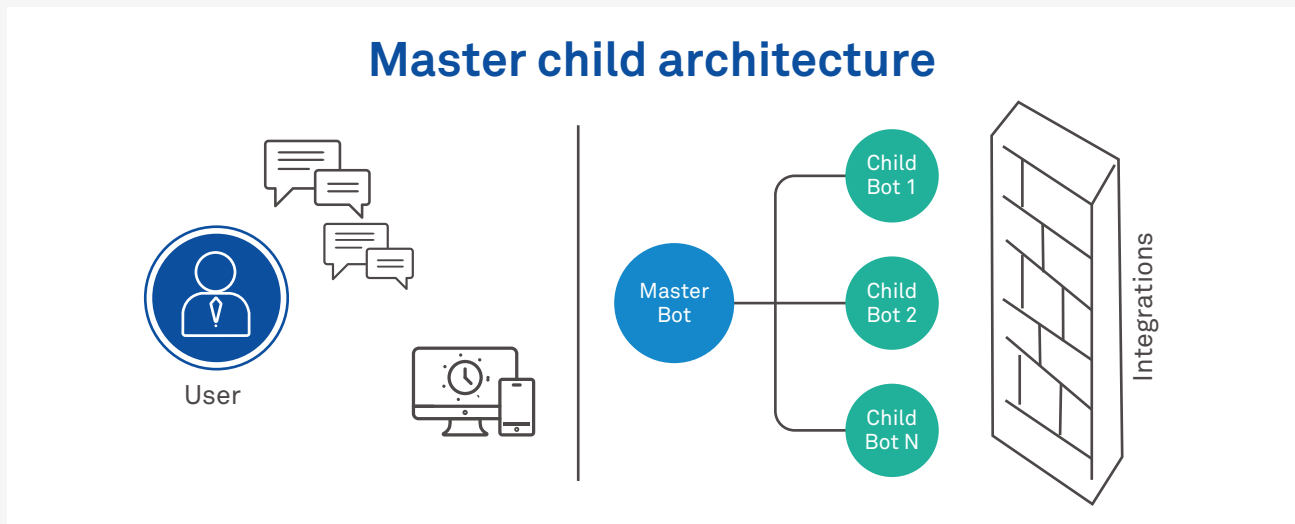 Master child architecture
User
Master
Bot
Child
Bot 1
Child
Bot 2
Child
Bot N
Integrations